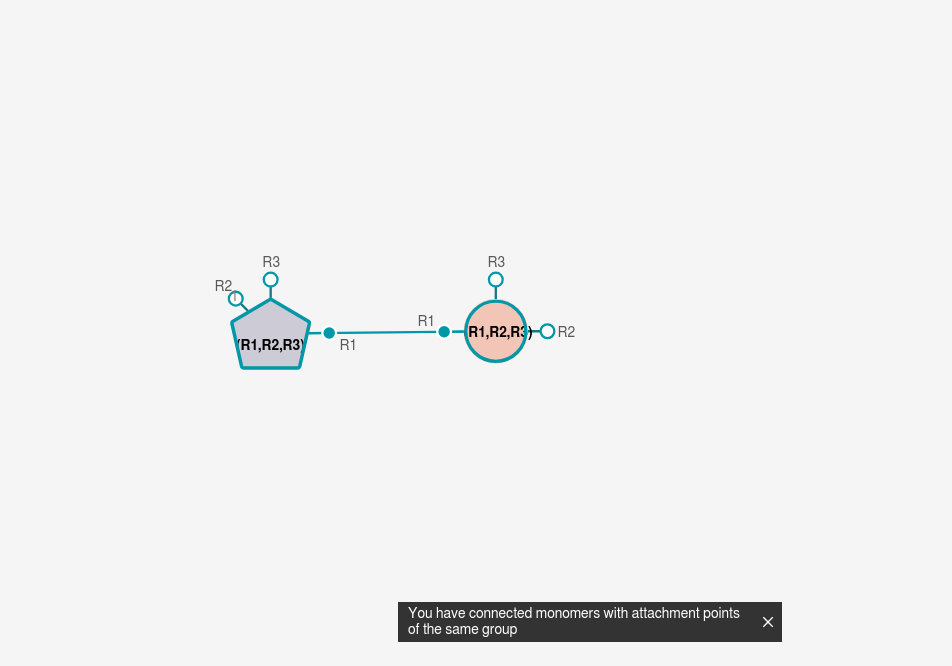 R3
R3
R2
R1
(R1,R2,R3)
R2
(R1,R2,R3)
R1
You have connected monomers with attachment points
of the same group